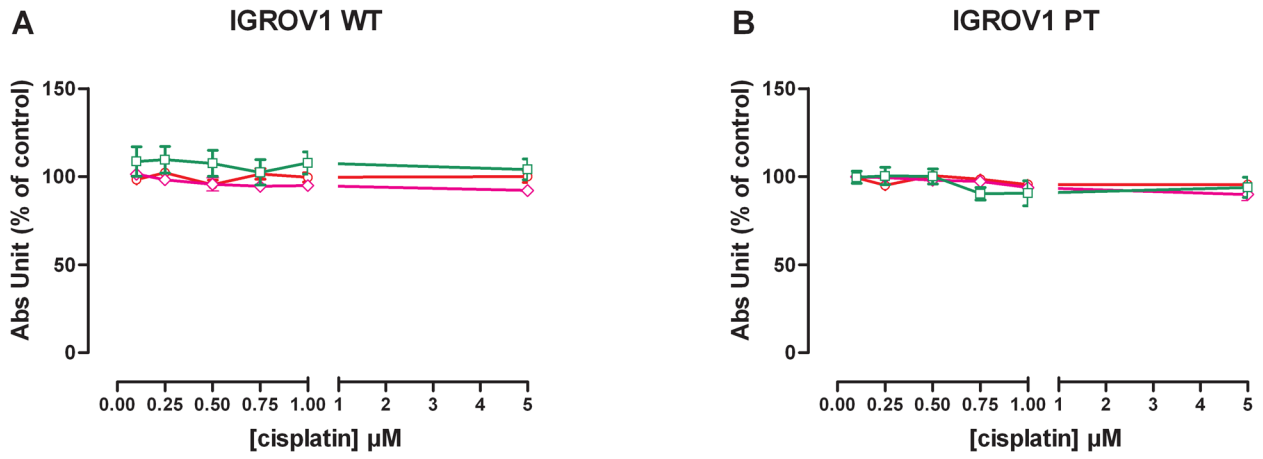 A
IGROV1 WT
Abs Unit (% of control)
150
100
50
0
0.00 0.25 0.50 0.75 1.00 1 2 3 4 5
[cisplatin] µM
B
IGROV1 PT
Abs Unit (% of control)
150
100
50
0
0.00 0.25 0.50 0.75 1.00 1 2 3 4 5
[cisplatin] µM